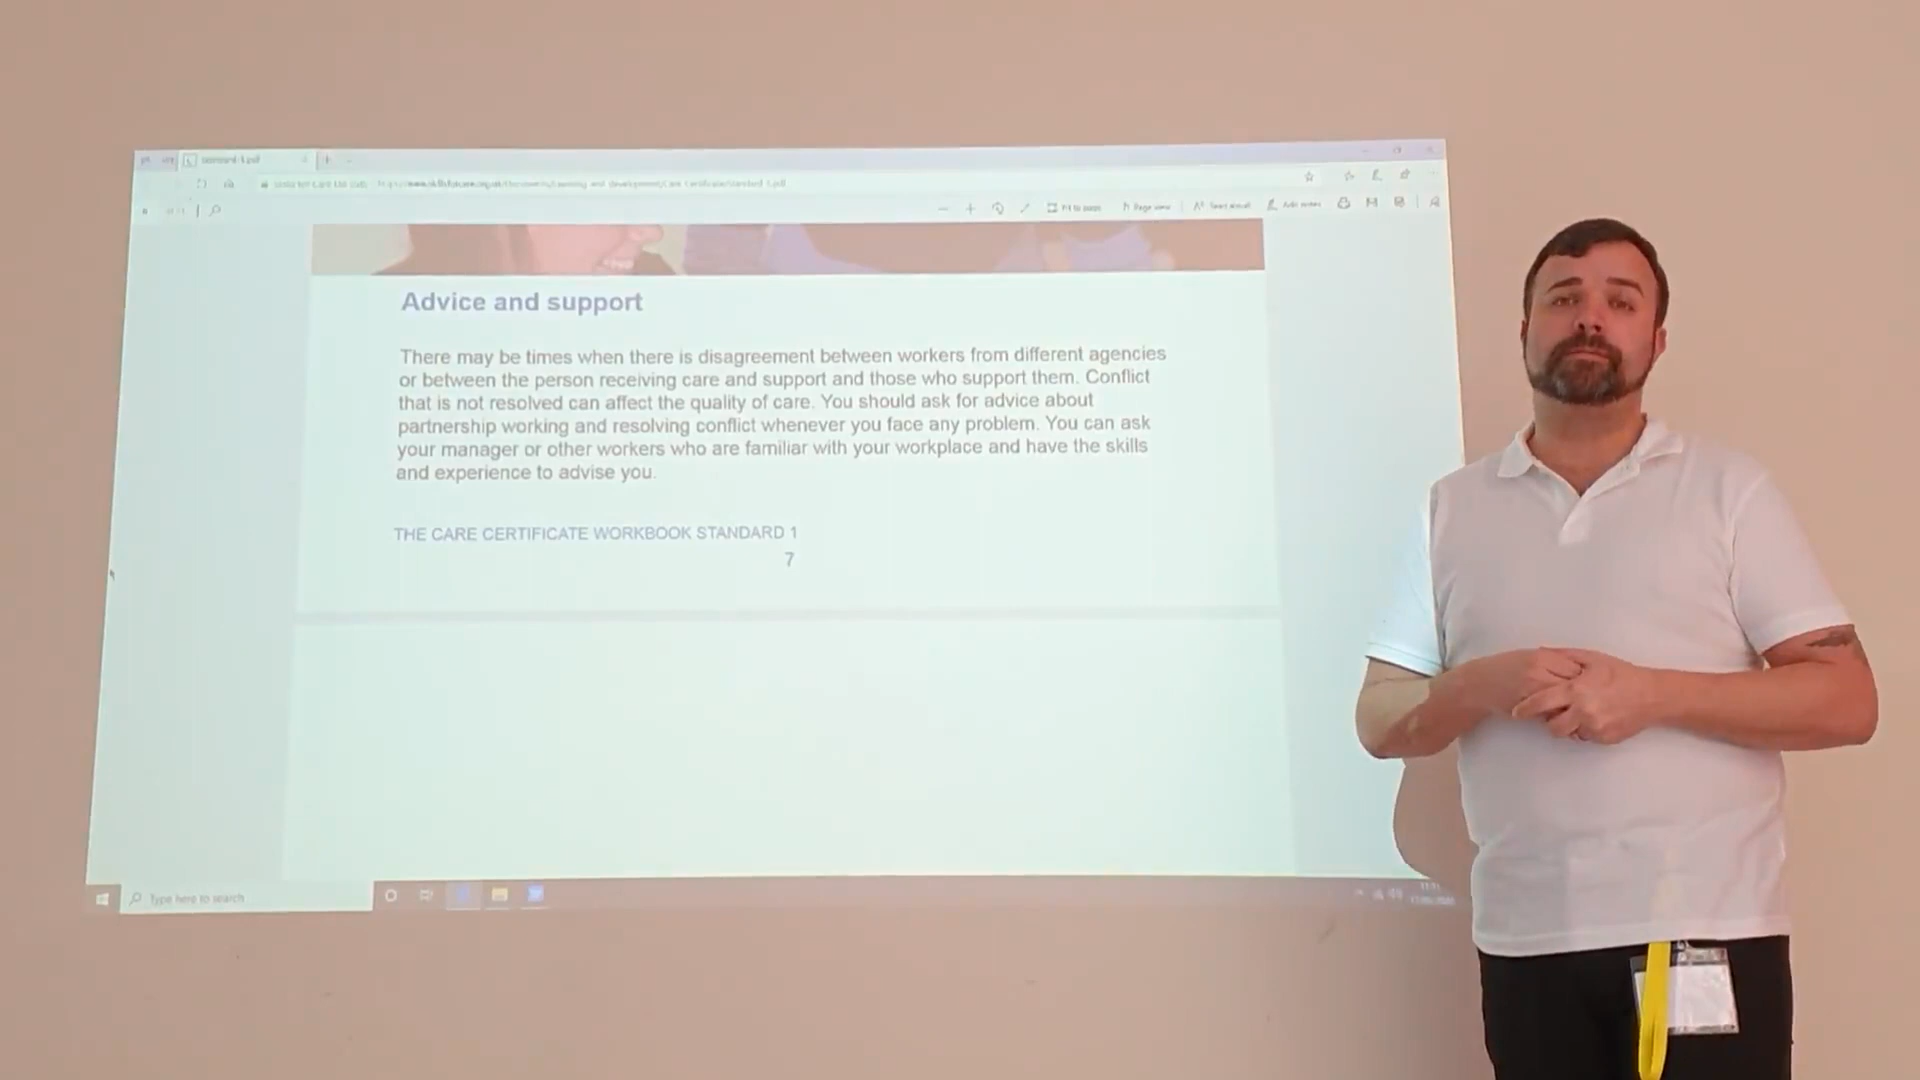 Advice and support
There may be times when there is disagreement between workers from different agencies
or between the person receiving care and support and those who support them. Conflict
that is not resolved can affect the quality of care. You should ask for advice about
partnership working and resolving conflict whenever you face any problem. You can ask
your manager or other workers who are familiar with your workplace and have the skills
and experience to advise you.
THE CARE CERTIFICATE WORKBOOK STANDARD 1
7
Type here to search